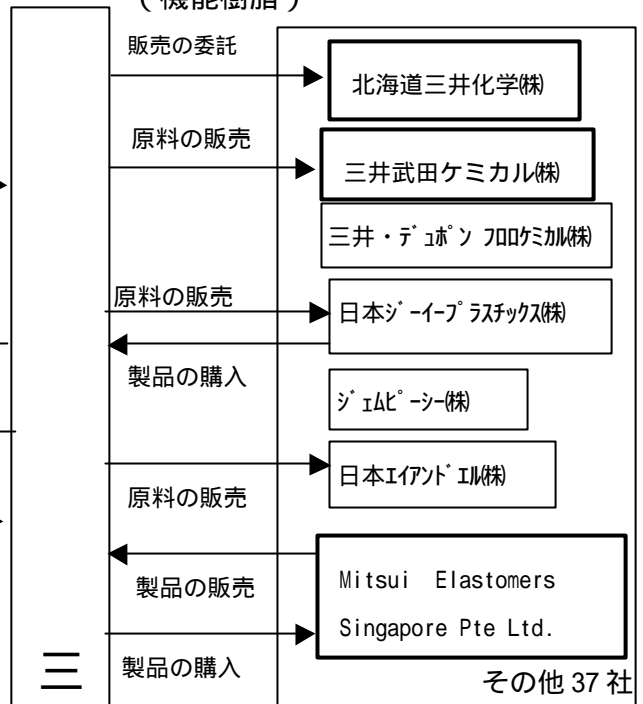 （機能樹脂）
販売の委託
北海道三井化学㈱
原料の販売
三井武田ケミカル㈱
三井・ﾃﾞｭﾎﾟﾝ ﾌﾛﾛｹﾐｶﾙ㈱
原料の販売
日本ｼﾞｰｲｰﾌﾟﾗｽﾁｯｸｽ㈱
製品の購入
ｼﾞｪﾑﾋﾟｰｼｰ㈱
日本ｴｲｱﾝﾄﾞｴﾙ㈱
原料の販売
製品の販売
Mitsui Elastomers
Singapore Pte Ltd.
製品の購入
三
その他 37 社